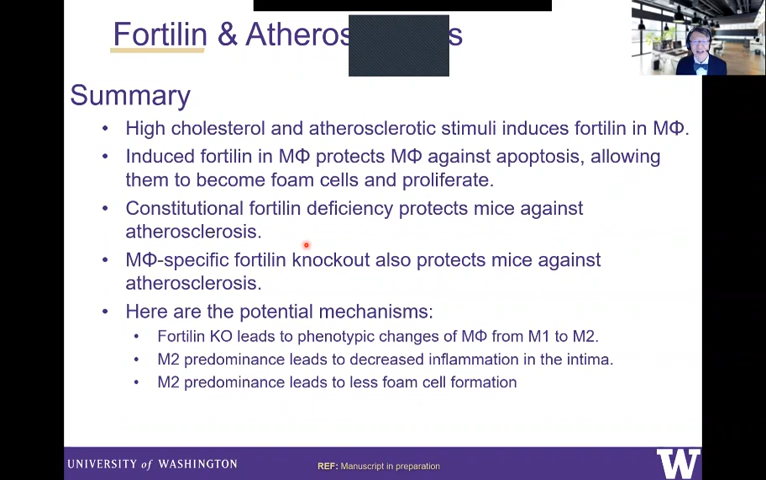 Fortilin & Atheros s
Summary
• High cholesterol and atherosclerotic stimuli induces fortilin in MΦ.
• Induced fortilin in MΦ protects MΦ against apoptosis, allowing
them to become foam cells and proliferate.
• Constitutional fortilin deficiency protects mice against
atherosclerosis.
• MΦ-specific fortilin knockout also protects mice against
atherosclerosis.
• Here are the potential mechanisms:
• Fortilin KO leads to phenotypic changes of MΦ from M1 to M2.
• M2 predominance leads to decreased inflammation in the intima.
• M2 predominance leads to less foam cell formation
UNIVERSITY of WASHINGTON
REF: Manuscript in preparation
W